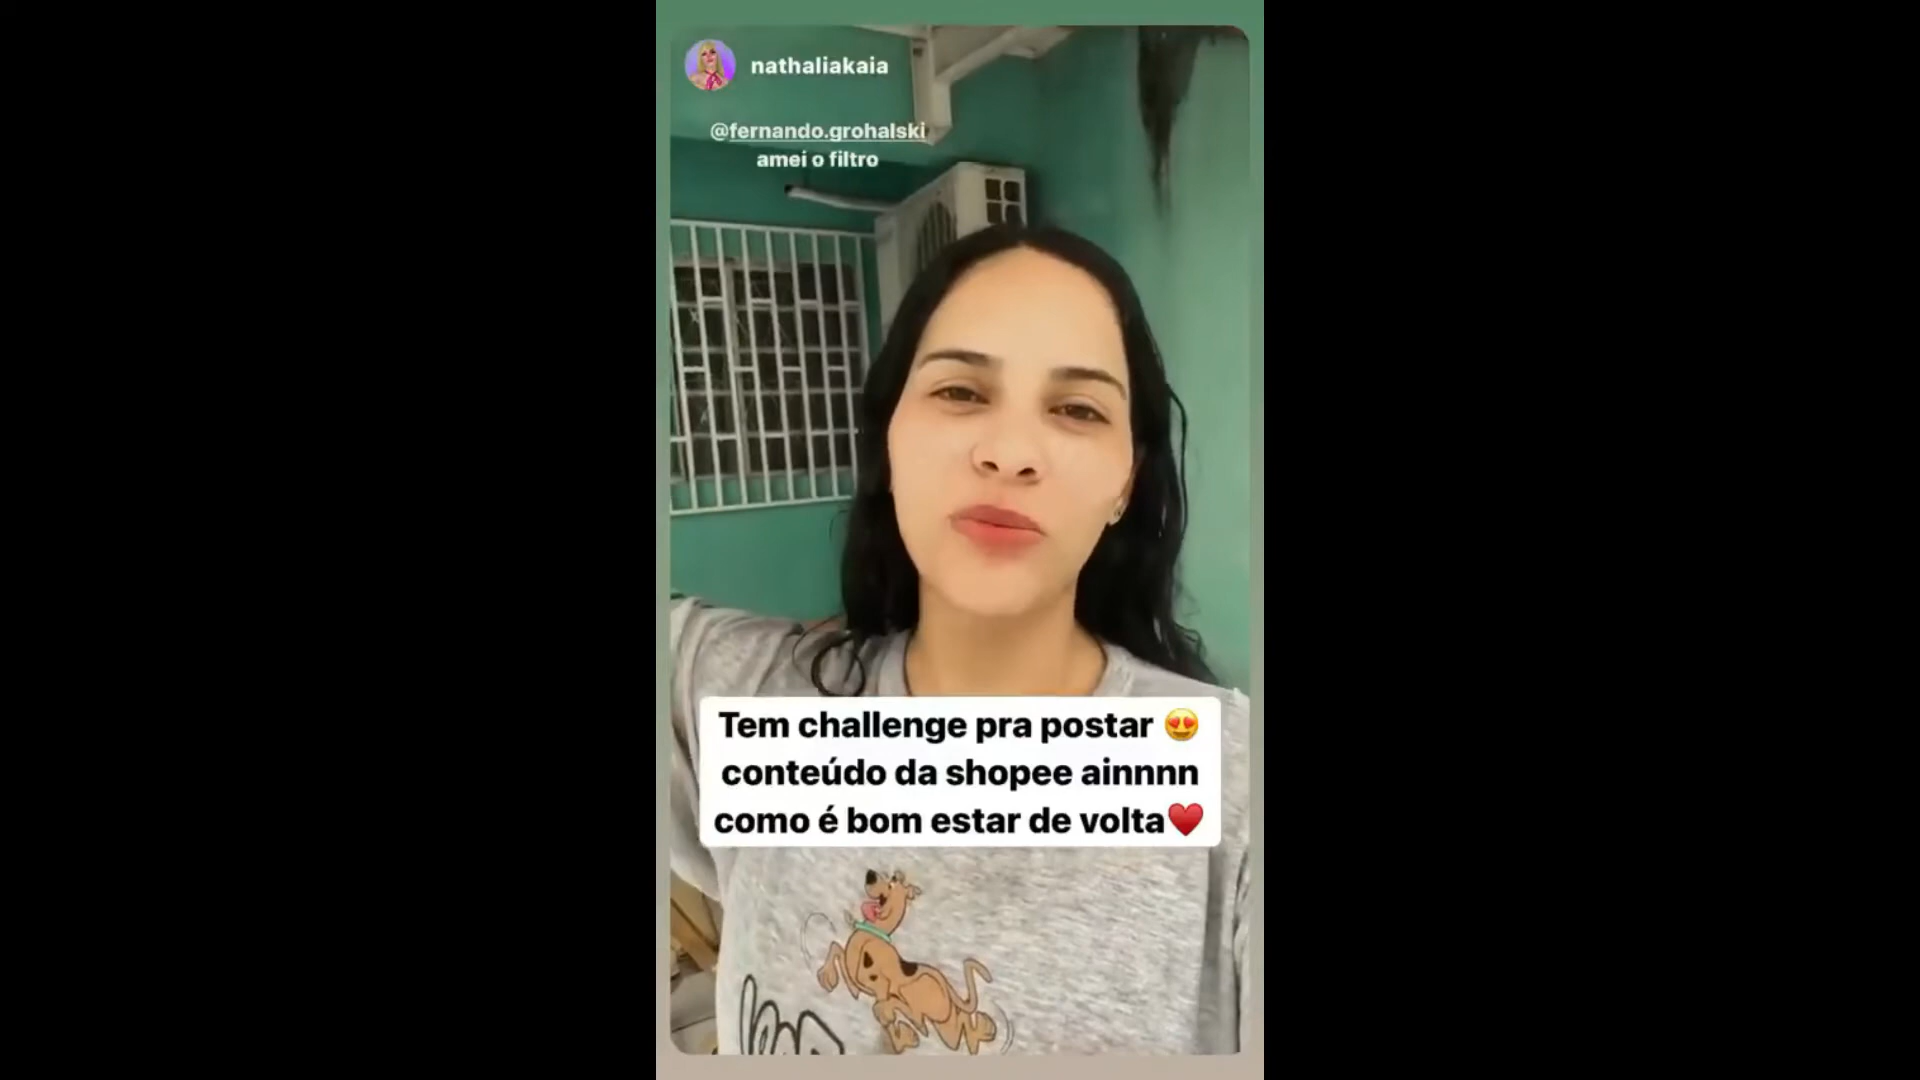 nathaliakaia
@fernando.grohalski
amei o filtro
Tem challenge pra postar 😍
conteúdo da shopee ainnnn
como é bom estar de volta♥️